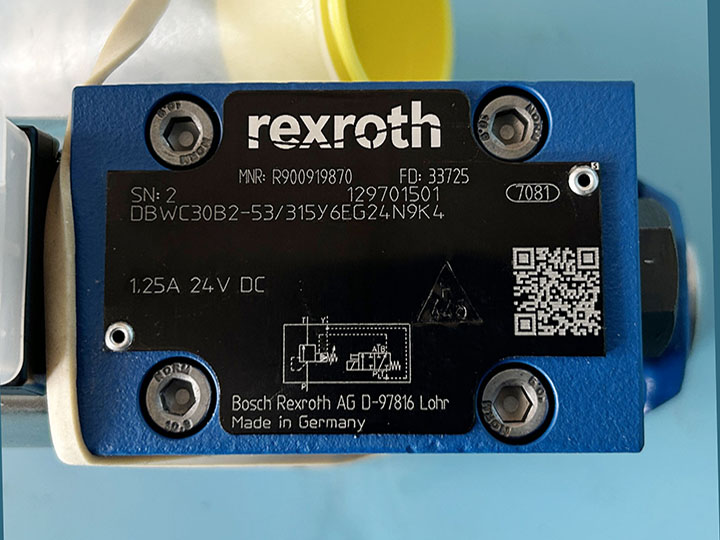 rexroth
MNR: R900919870 FD: 33725
SN: 2 129701501 7081
DBWC30B2-53/315Y6EG24N9K4
1,25A 24V DC
Bosch Rexroth AG D-97816 Lohr
Made in Germany